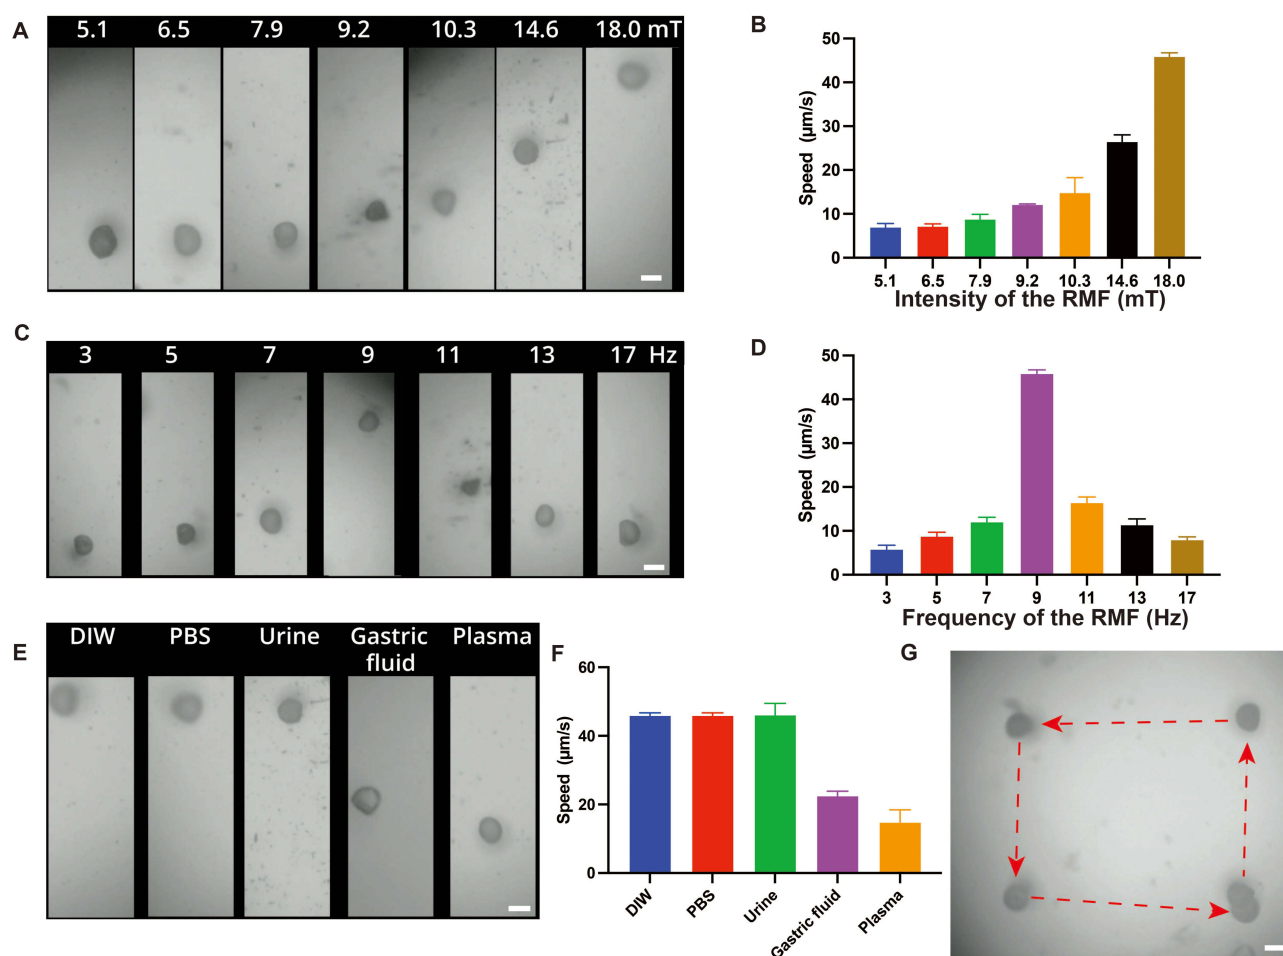 A
5.1 6.5 7.9 9.2 10.3 14.6 18.0 mT
B
50
40
30
20
10
0
Speed (µm/s)
5.1 6.5 7.9 9.2 10.3 14.6 18.0
Intensity of the RMF (mT)
C
3 5 7 9 11 13 17 Hz
D
50
40
30
20
10
0
Speed (µm/s)
3 5 7 9 11 13 17
Frequency of the RMF (Hz)
E
DIW PBS Urine Gastric Plasma
fluid
F
60
40
20
0
Speed (µm/s)
DIW PBS Urine Gastric fluid Plasma
G